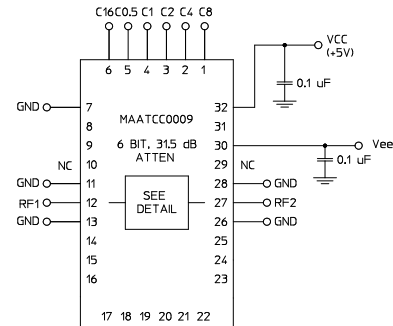 C16 C0.5 C1 C2 C4 C8
VCC
(+5V)
6 5 4 3 2 1
0.1 uF
GND 7 32
MAATCC0009
8 31
6 BIT, 31.5 dB
9 30 Vee
ATTEN
NC 10 29 NC
0.1 uF
GND 11 28 GND
SEE
RF1 12 27 RF2
DETAIL
GND 13 26 GND
14 25
15 24
16 23
17 18 19 20 21 22